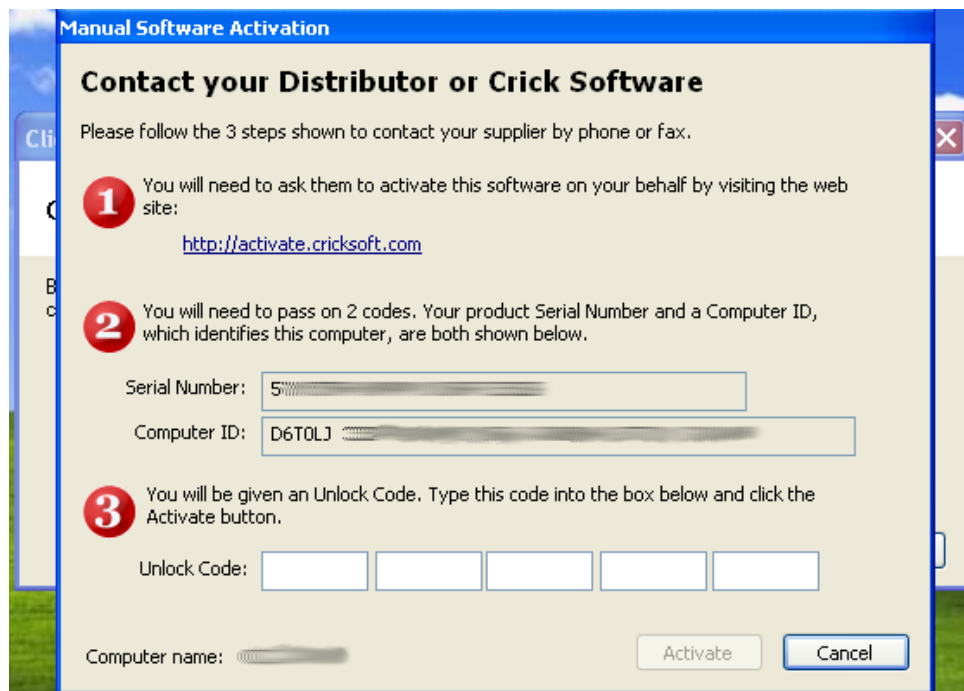 Manual Software Activation
Contact your Distributor or Crick Software
Please follow the 3 steps shown to contact your supplier by phone or fax.
Cli
1 You will need to ask them to activate this software on your behalf by visiting the web
site:
http://activate.cricksoft.com
2 You will need to pass on 2 codes. Your product Serial Number and a Computer ID,
which identifies this computer, are both shown below.
Serial Number: 5
Computer ID: D6T0LJ
3 You will be given an Unlock Code. Type this code into the box below and click the
Activate button.
Unlock Code:
Computer name:
Activate Cancel